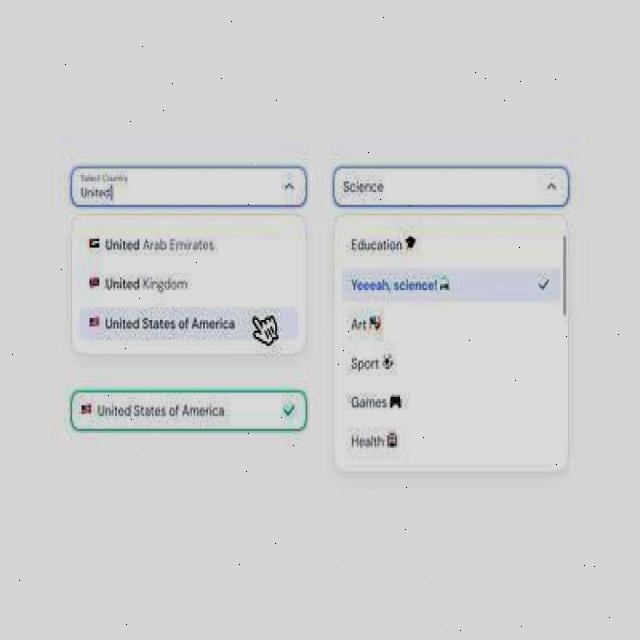 Select Country
United
United Arab Emirates
United Kingdom
United States of America
United States of America
Science
Education
Yeeeah, science!
Art
Sport
Games
Health